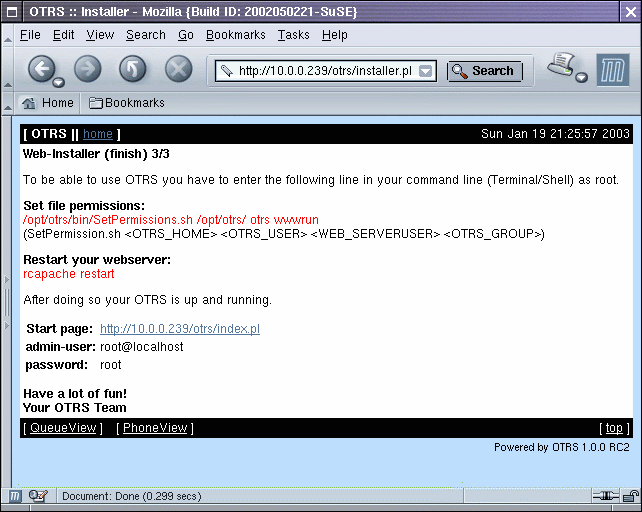 OTRS :: Installer - Mozilla {Build ID: 2002050221-SuSE}
File Edit View Search Go Bookmarks Tasks Help
http://10.0.0.239/otrs/installer.pl Search
Home Bookmarks
[ OTRS || home ] Sun Jan 19 21:25:57 2003
Web-Installer (finish) 3/3
To be able to use OTRS you have to enter the following line in your command line (Terminal/Shell) as root.
Set file permissions:
/opt/otrs/bin/SetPermissions.sh /opt/otrs/ otrs wwwrun
(SetPermission.sh <OTRS_HOME> <OTRS_USER> <WEB_SERVERUSER> <OTRS_GROUP>)
Restart your webserver:
rcapache restart
After doing so your OTRS is up and running.
Start page: http://10.0.0.239/otrs/index.pl
admin-user: root@localhost
password: root
Have a lot of fun!
Your OTRS Team
[ QueueView ] [ PhoneView ] [ top ]
Powered by OTRS 1.0.0 RC2
Document: Done (0.299 secs)